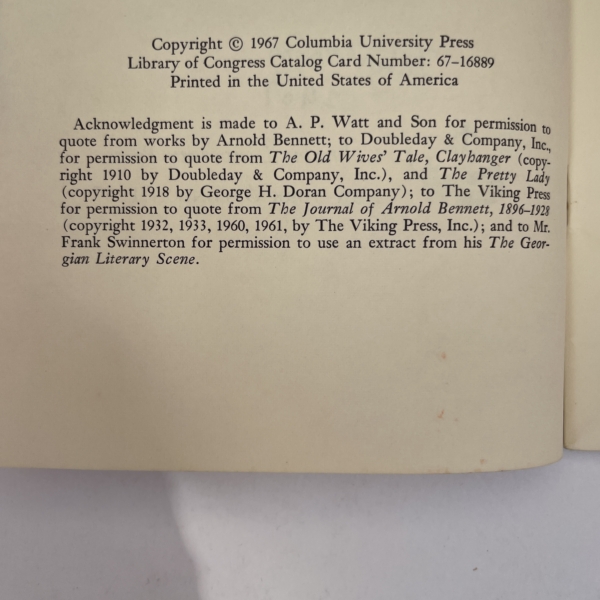 Copyright © 1967 Columbia University Press
Library of Congress Catalog Card Number: 67–16889
Printed in the United States of America
Acknowledgment is made to A. P. Watt and Son for permission to
quote from works by Arnold Bennett; to Doubleday & Company, Inc.,
for permission to quote from The Old Wives' Tale, Clayhanger (copy-
right 1910 by Doubleday & Company, Inc.), and The Pretty Lady
(copyright 1918 by George H. Doran Company); to The Viking Press
for permission to quote from The Journal of Arnold Bennett, 1896–1928
(copyright 1932, 1933, 1960, 1961, by The Viking Press, Inc.); and to Mr.
Frank Swinnerton for permission to use an extract from his The Geor-
gian Literary Scene.